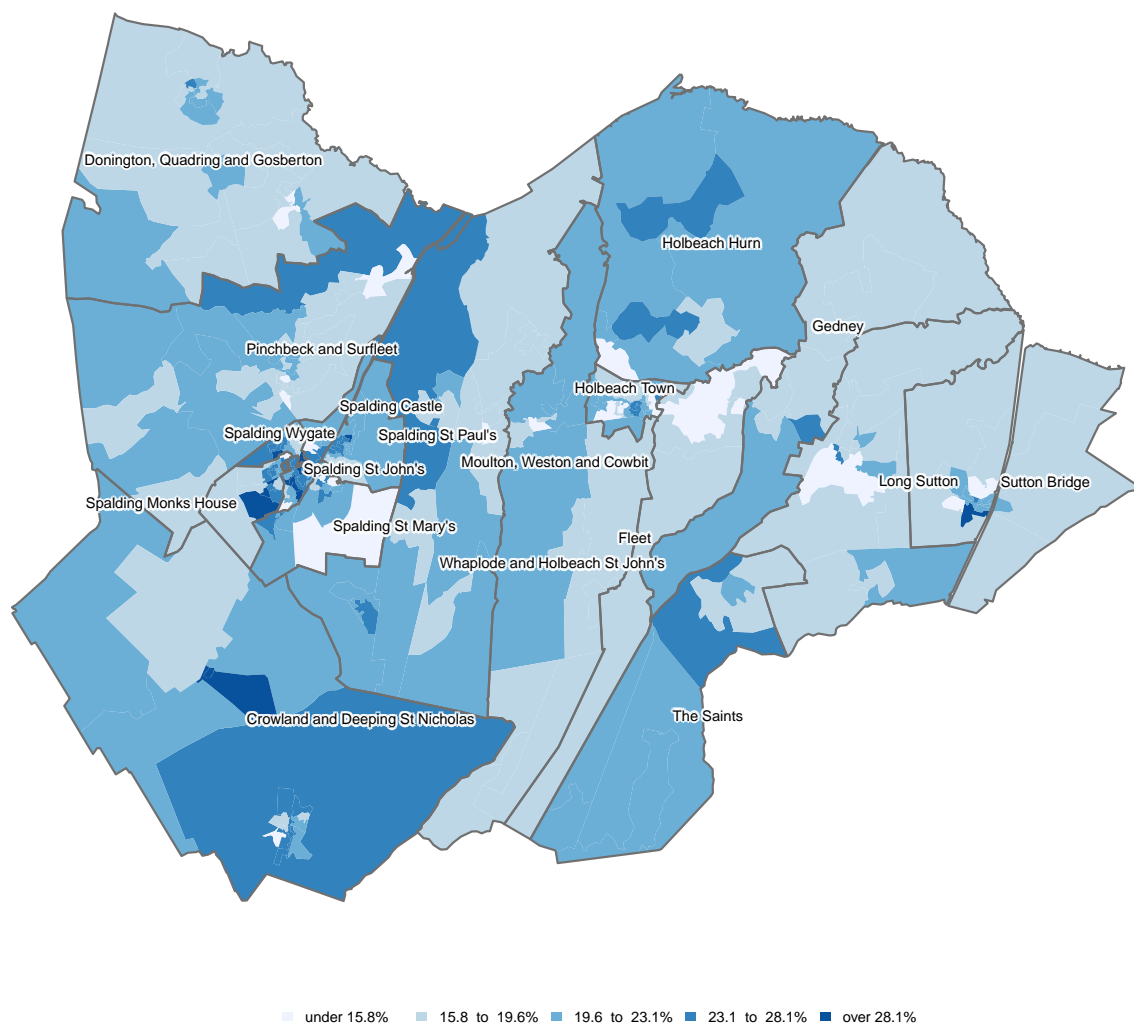 Donington, Quadring and Gosberton
Holbeach Hurn
Gedney
Pinchbeck and Surfleet
Holbeach Town
Spalding Castle
Spalding Wygate
Spalding St Paul's
Moulton, Weston and Cowbit
Spalding St John's
Long Sutton
Sutton Bridge
Spalding Monks House
Spalding St Mary's
Fleet
Whaplode and Holbeach St John's
The Saints
Crowland and Deeping St Nicholas
under 15.8% 15.8 to 19.6% 19.6 to 23.1% 23.1 to 28.1% over 28.1%